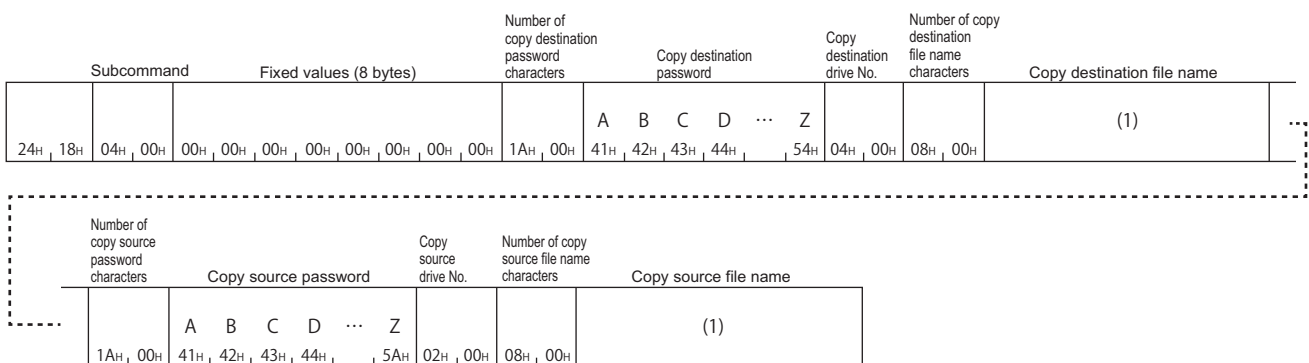 Subcommand
Fixed values (8 bytes)
Number of
copy destination
password
characters
Copy destination
password
Copy
destination
drive No.
Number of copy
destination
file name
characters
Copy destination file name
A B C D ··· Z
(1)
24H 18H 04H 00H 00H 00H 00H 00H 00H 00H 00H 00H 1AH 00H 41H 42H 43H 44H 54H 04H 00H 08H 00H
Number of
copy source
password
characters
Copy source password
Copy
source
drive No.
Number of copy
source file name
characters
Copy source file name
A B C D ··· Z
(1)
1AH 00H 41H 42H 43H 44H 5AH 02H 00H 08H 00H